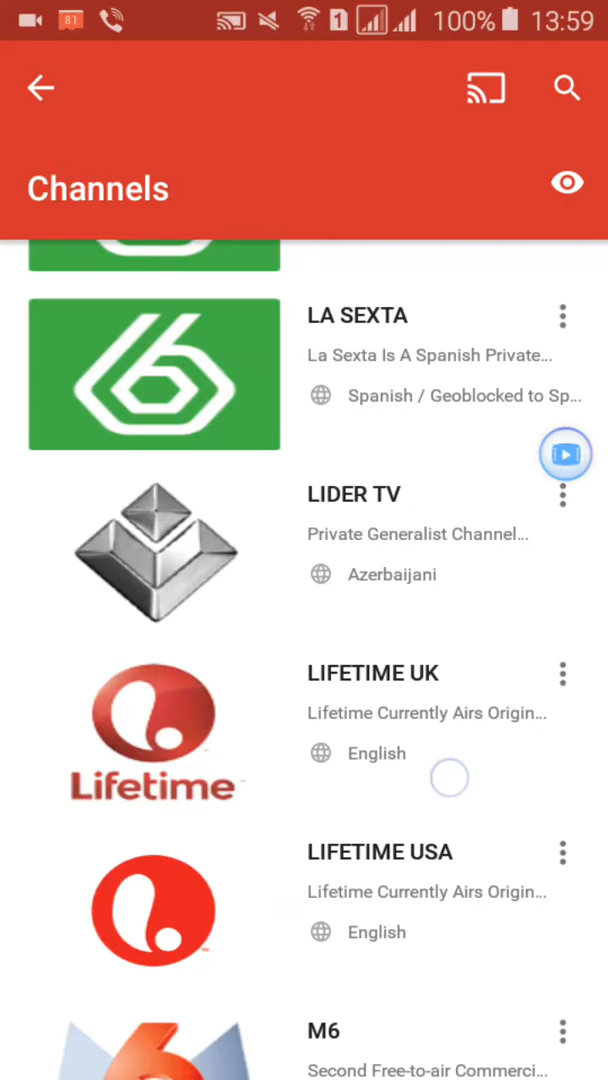 81
1
100%
13:59
Channels
LA SEXTA
La Sexta Is A Spanish Private...
Spanish / Geoblocked to Sp...
LIDER TV
Private Generalist Channel...
Azerbaijani
LIFETIME UK
Lifetime Currently Airs Origin...
English
Lifetime
LIFETIME USA
Lifetime Currently Airs Origin...
English
M6
Second Free-to-air Commerci...